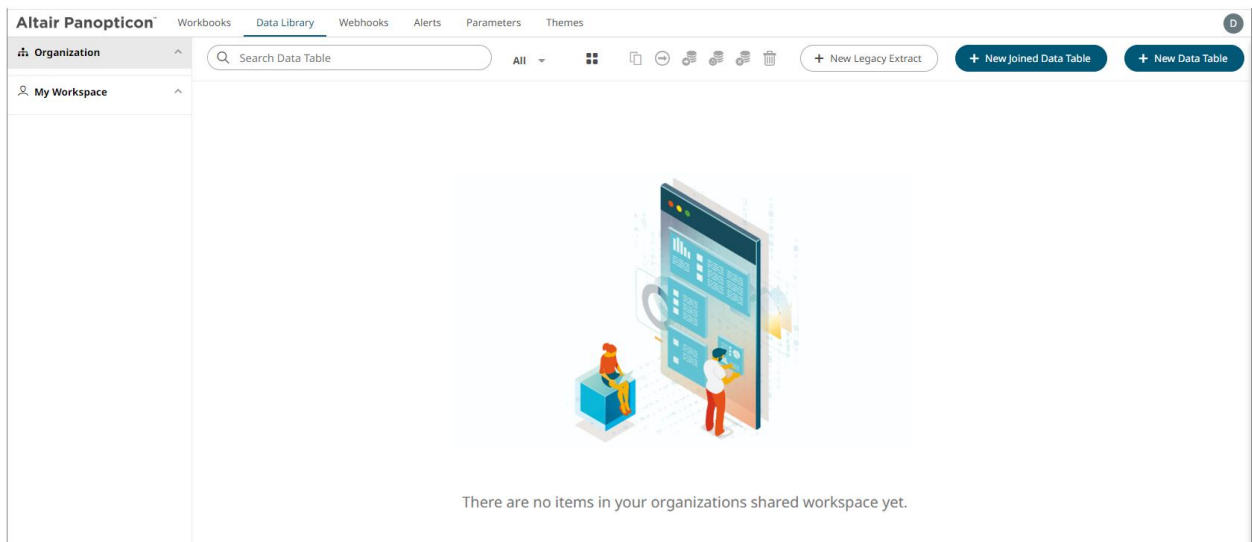 Altair Panopticon™ Workbooks Data Library Webhooks Alerts Parameters Themes D
Organization
Search Data Table All + New Legacy Extract + New Joined Data Table + New Data Table
My Workspace
There are no items in your organizations shared workspace yet.